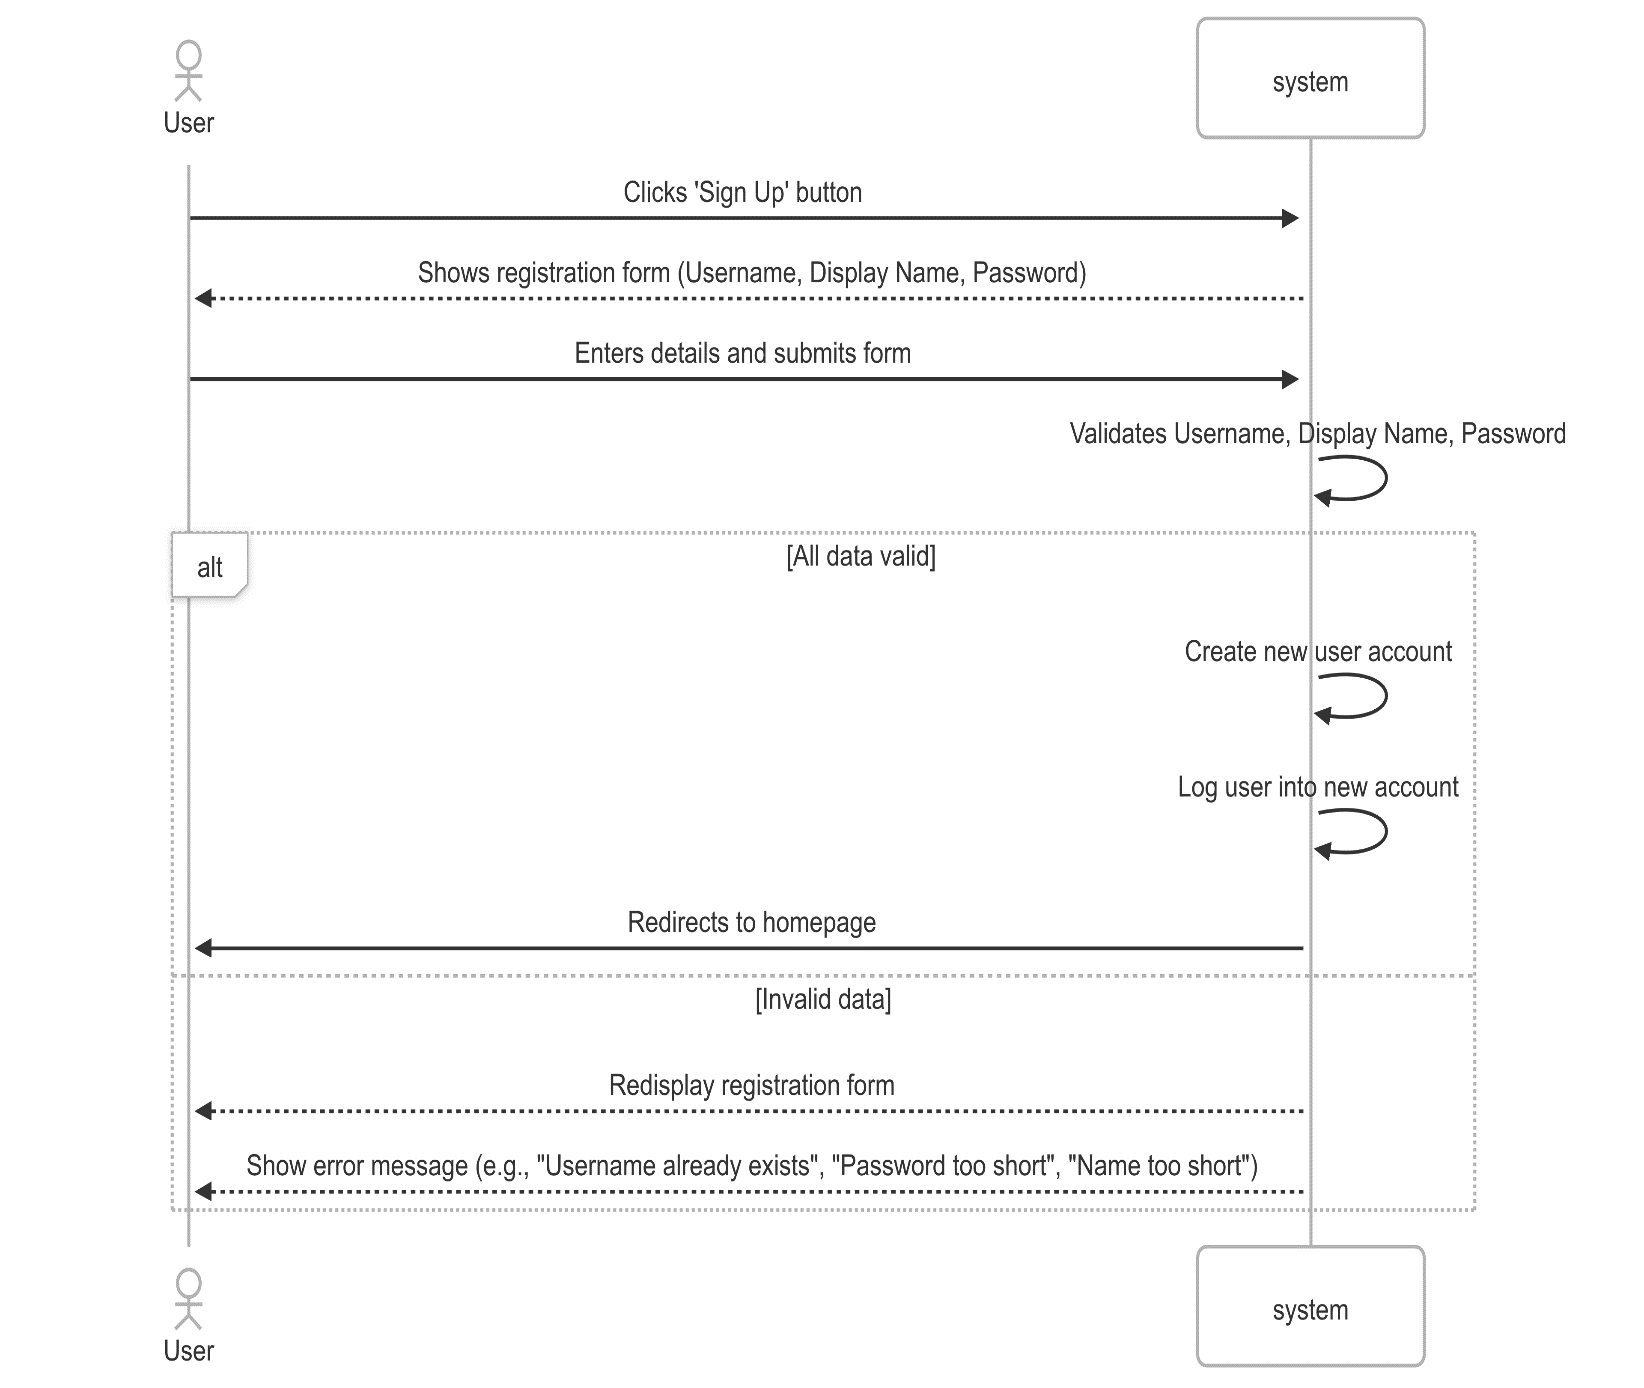 system
User
Clicks 'Sign Up' button
Shows registration form (Username, Display Name, Password)
Enters details and submits form
Validates Username, Display Name, Password
alt
[All data valid]
Create new user account
Log user into new account
Redirects to homepage
[Invalid data]
Redisplay registration form
Show error message (e.g., "Username already exists", "Password too short", "Name too short")
system
User